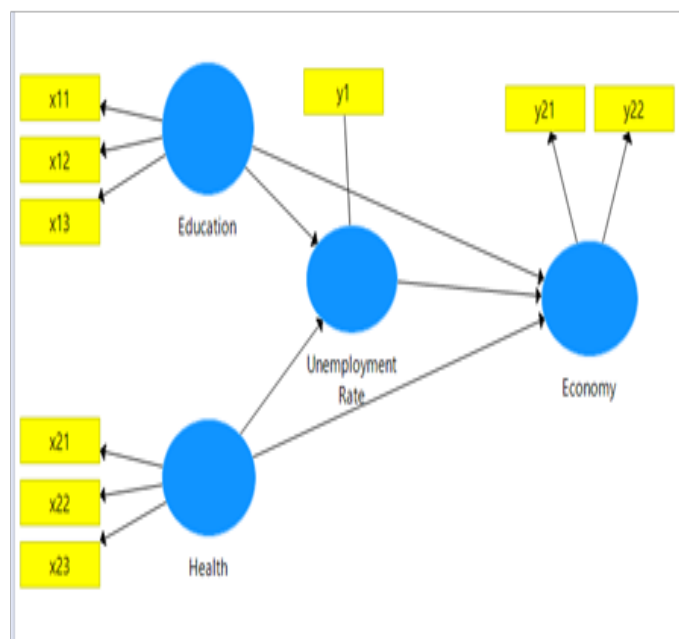 x11
x12
x13
Education
y1
y21
y22
Unemployment
Rate
Economy
x21
x22
x23
Health